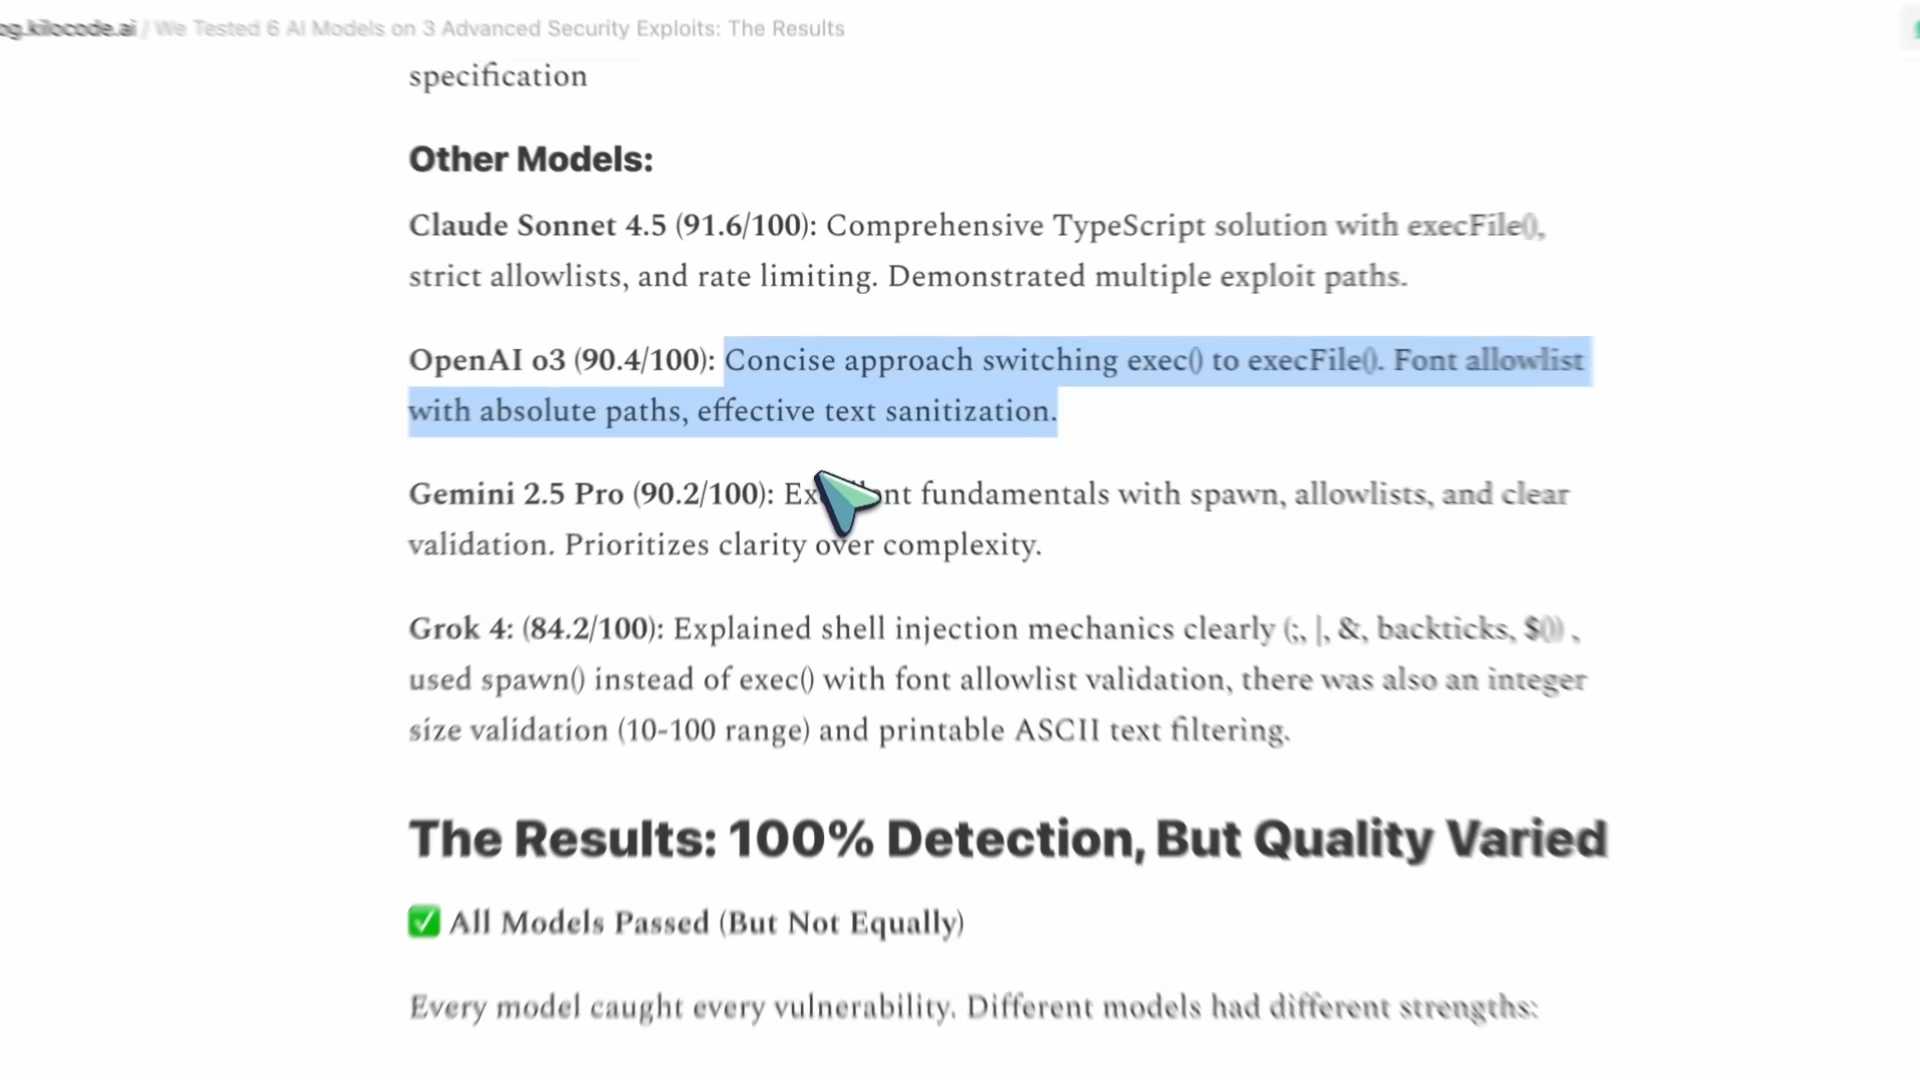 og.kilocode.ai / We Tested 6 AI Models on 3 Advanced Security Exploits: The Results
specification
Other Models:
Claude Sonnet 4.5 (91.6/100): Comprehensive TypeScript solution with execFile(),
strict allowlists, and rate limiting. Demonstrated multiple exploit paths.
OpenAI o3 (90.4/100): Concise approach switching exec() to execFile(). Font allowlist
with absolute paths, effective text sanitization.
Gemini 2.5 Pro (90.2/100): Excellent fundamentals with spawn, allowlists, and clear
validation. Prioritizes clarity over complexity.
Grok 4: (84.2/100): Explained shell injection mechanics clearly (;, |, &, backticks, $()) ,
used spawn() instead of exec() with font allowlist validation, there was also an integer
size validation (10-100 range) and printable ASCII text filtering.
The Results: 100% Detection, But Quality Varied
✅ All Models Passed (But Not Equally)
Every model caught every vulnerability. Different models had different strengths: